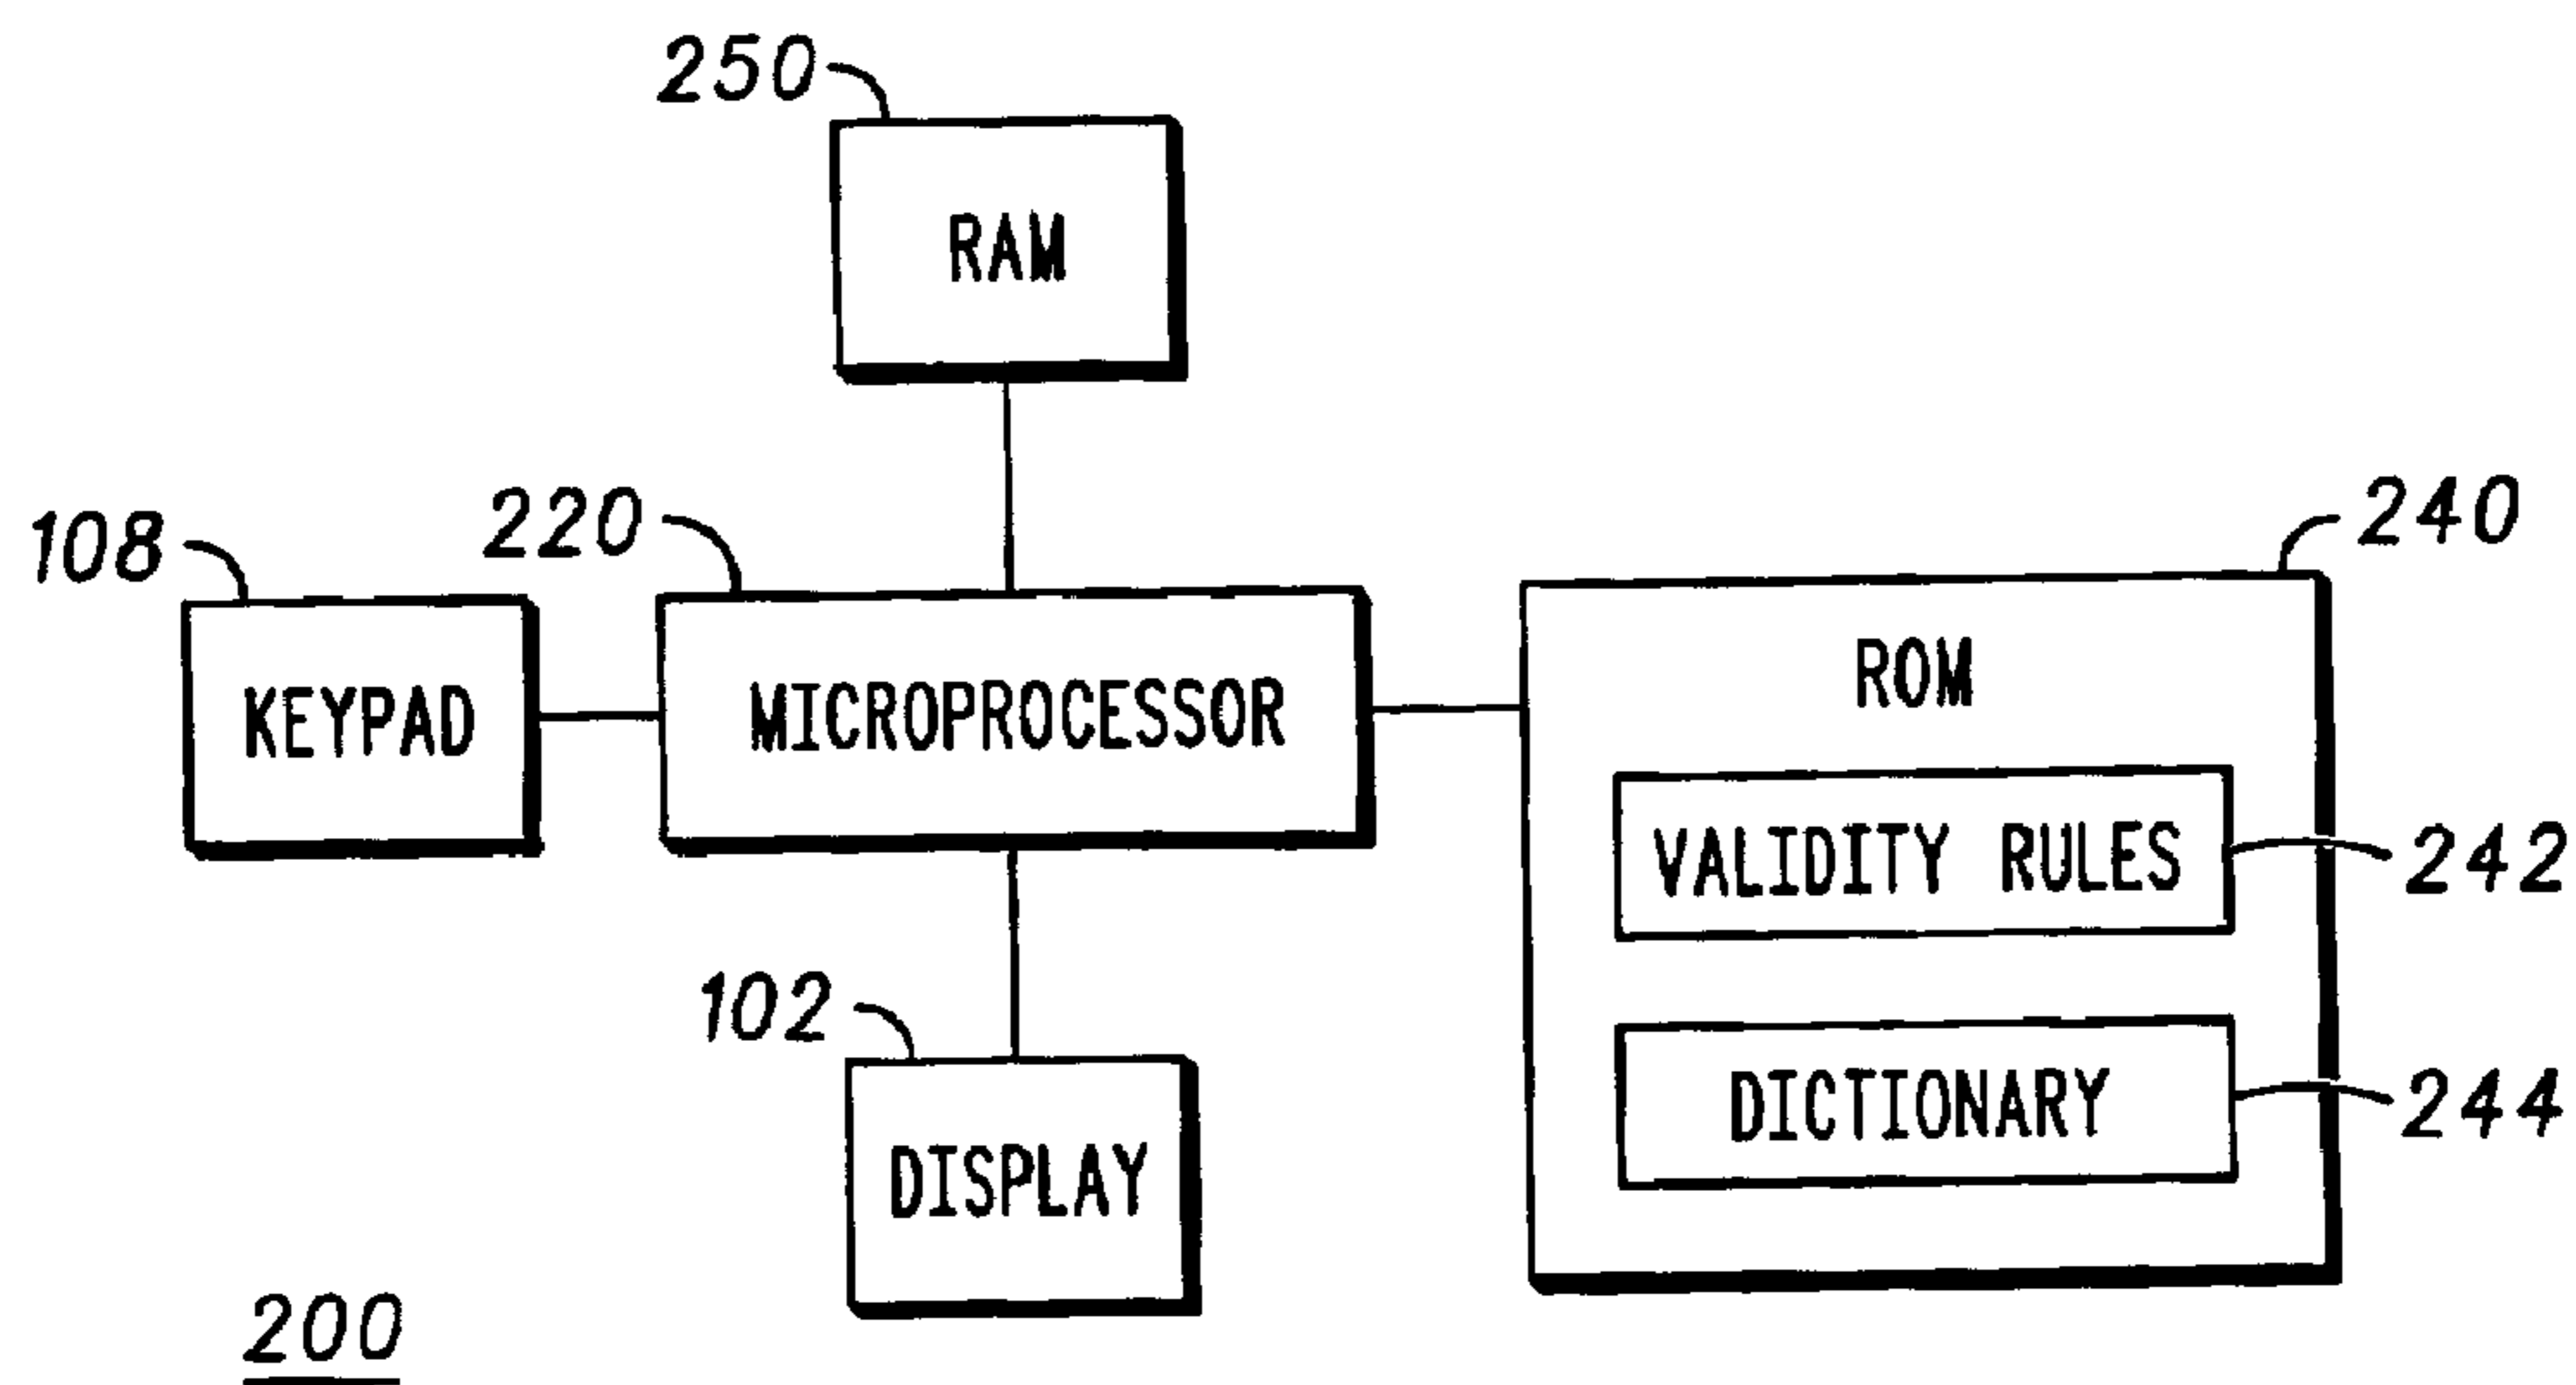 250
RAM
108
220
240
KEYPAD
MICROPROCESSOR
ROM
VALIDITY RULES
242
102
DISPLAY
DICTIONARY
244
200